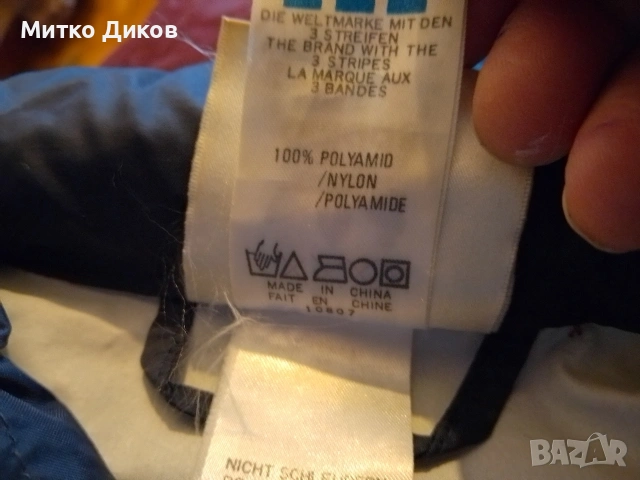 Митко Диков
DIE WELTMARKE MIT DEN
3 STREIFEN
THE BRAND WITH THE
3 STRIPES
LA MARQUE AUX
3 BANDES
100% POLYAMID
/NYLON
/POLYAMIDE
MADE IN CHINA
FAIT EN CHINE
10807
NICHT
bazar